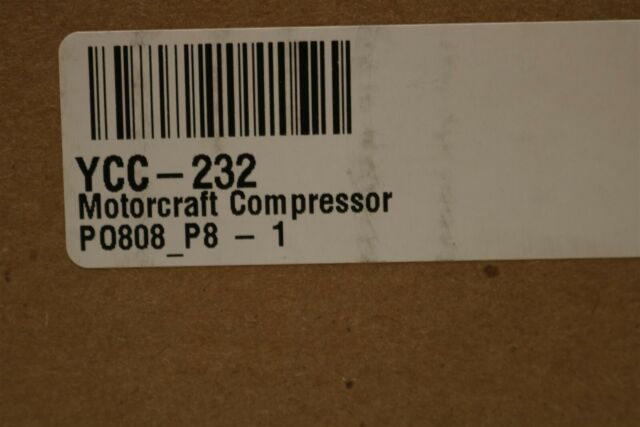 YCC-232
Motorcraft Compressor
PO808_P8 - 1